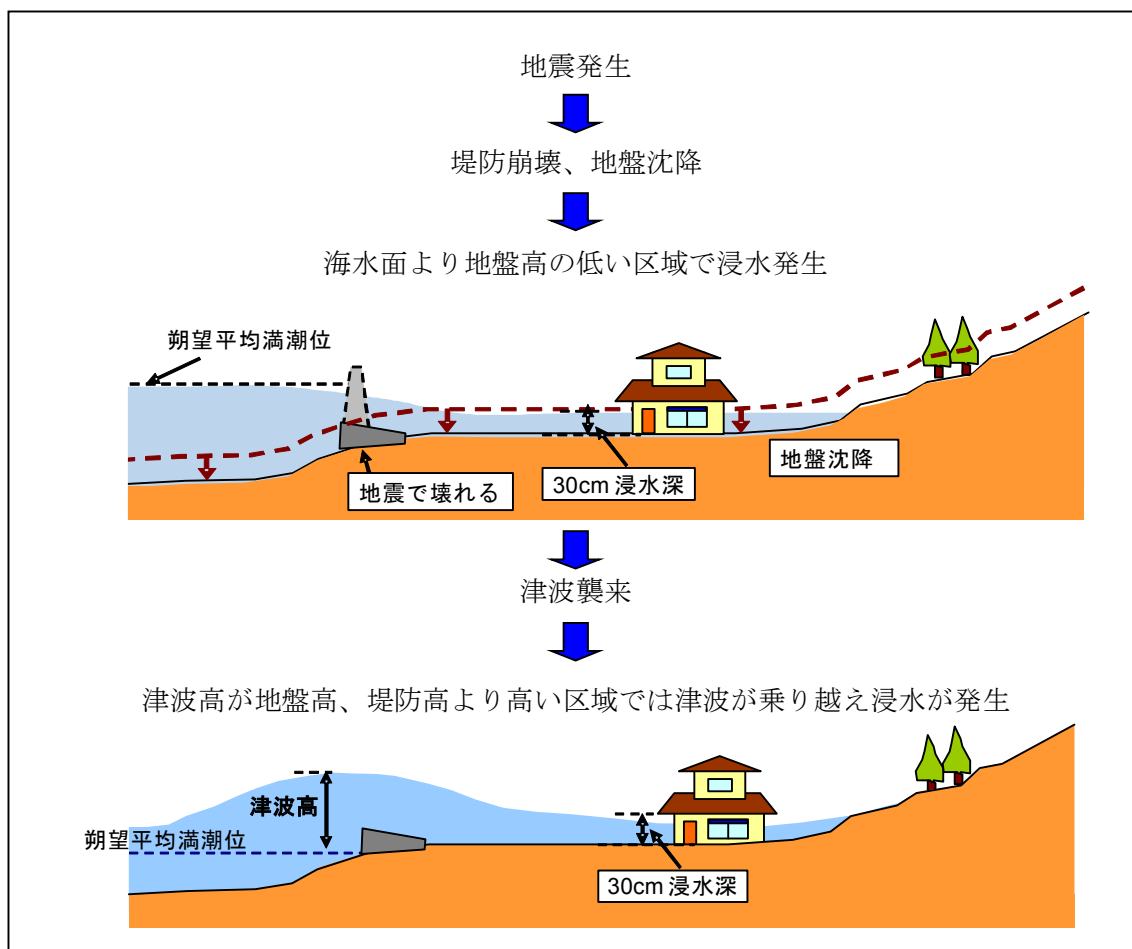 地震発生
堤防崩壊、地盤沈降
海水面より地盤高の低い区域で浸水発生
朔望平均満潮位
地盤沈降
30cm 浸水深
地震で壊れる
津波襲来
津波高が地盤高、堤防高より高い区域では津波が乗り越え浸水が発生
津波高
朔望平均満潮位
30cm 浸水深